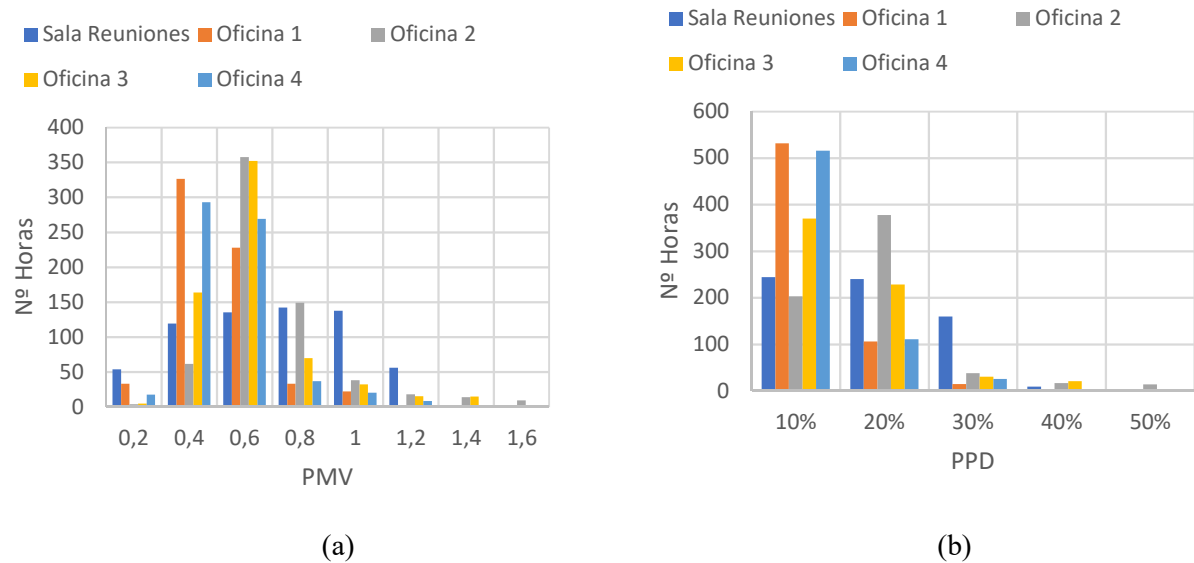 Sala Reuniones Oficina 1 Oficina 2
Oficina 3 Oficina 4
400
350
300
250
200
150
100
50
0
Nº Horas
0,2 0,4 0,6 0,8 1 1,2 1,4 1,6
PMV
(a)
Sala Reuniones Oficina 1 Oficina 2
Oficina 3 Oficina 4
600
500
400
300
200
100
0
Nº Horas
10% 20% 30% 40% 50%
PPD
(b)